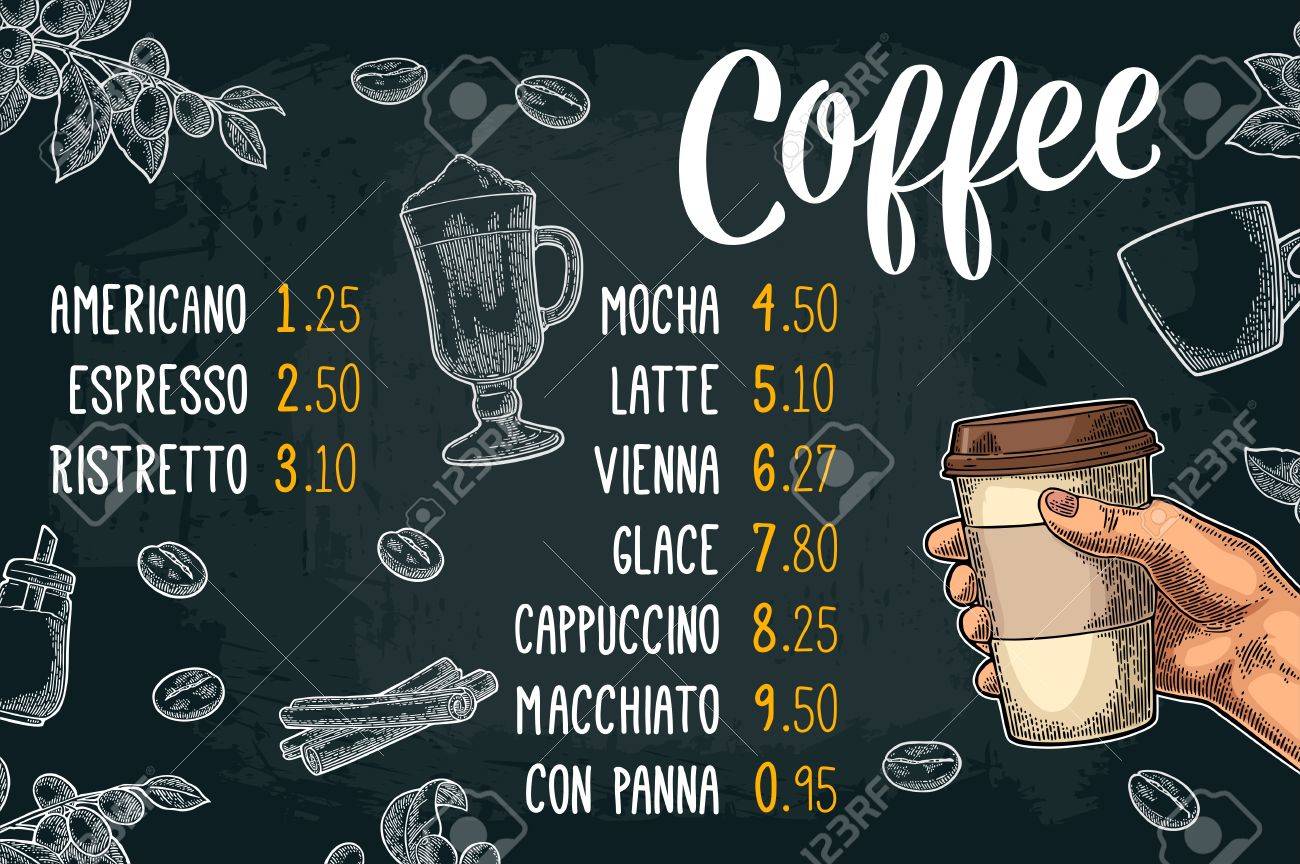 Coffee
AMERICANO 1.25
ESPRESSO 2.50
RISTRETTO 3.10
MOCHA 4.50
LATTE 5.10
VIENNA 6.27
GLACE 7.80
CAPPUCCINO 8.25
MACCHIATO 9.50
CON PANNA 0.95
123RF